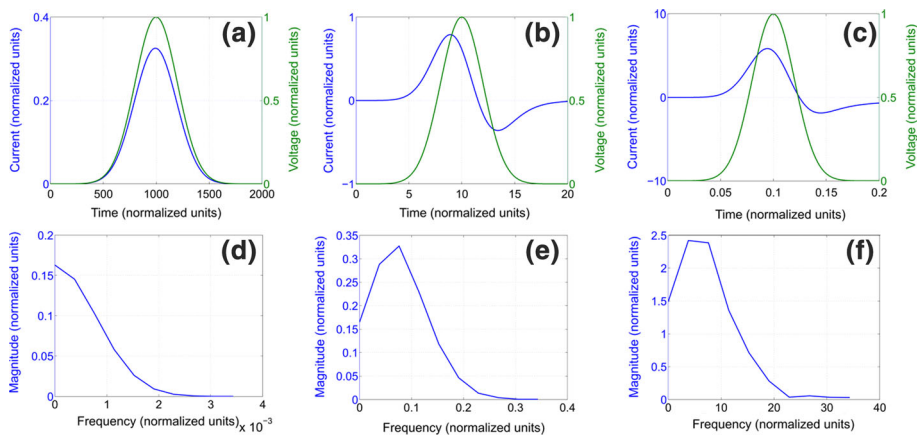 0.4
0.2
0
Current (normalized units)
(a)
1
0.5
0
Voltage (normalized units)
0 500 1000 1500 2000
Time (normalized units)
1
0
−1
Current (normalized units)
(b)
1
0.5
0
Voltage (normalized units)
0 5 10 15 20
Time (normalized units)
10
0
−10
Current (normalized units)
(c)
1
0.5
0
Voltage (normalized units)
0 0.05 0.1 0.15 0.2
Time (normalized units)
0.2
0.15
0.1
0.05
0
Magnitude (normalized units)
(d)
0 1 2 3 4
Frequency (normalized units)
x 10⁻³
0.35
0.3
0.25
0.2
0.15
0.1
0.05
0
Magnitude (normalized units)
(e)
0 0.1 0.2 0.3 0.4
Frequency (normalized units)
2.5
2
1.5
1
0.5
0
Magnitude (normalized units)
(f)
0 10 20 30 40
Frequency (normalized units)